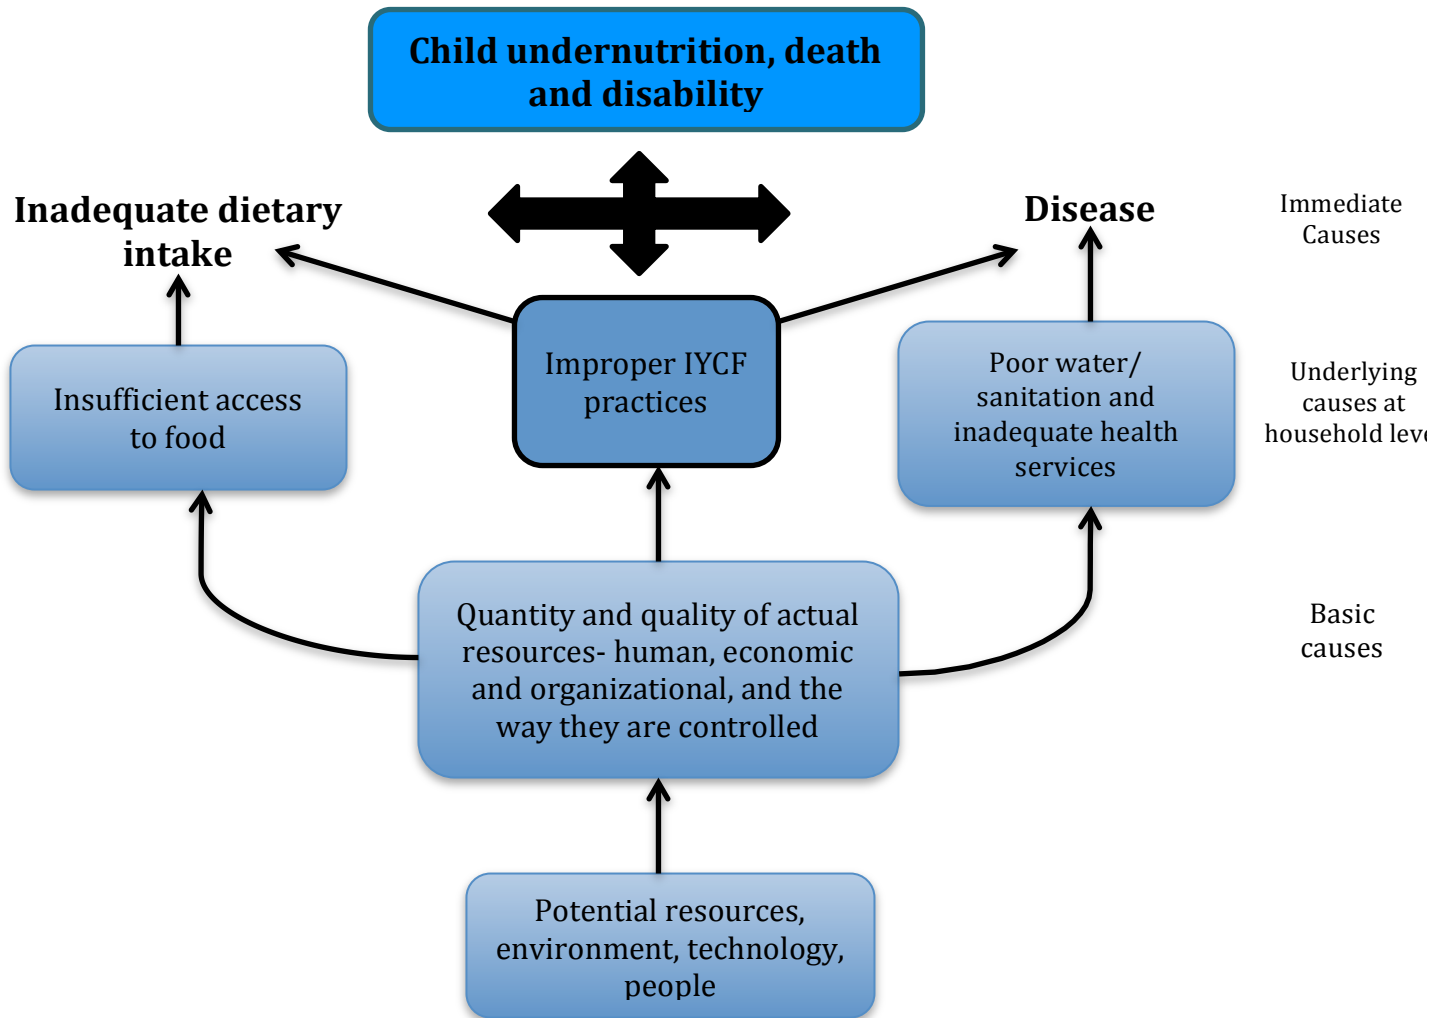 Child undernutrition, death
and disability
Inadequate dietary
intake
Disease
Immediate
Causes
Insufficient access
to food
Improper IYCF
practices
Poor water/
sanitation and
inadequate health
services
Underlying
causes at
household leve
Quantity and quality of actual
resources- human, economic
and organizational, and the
way they are controlled
Basic
causes
Potential resources,
environment, technology,
people